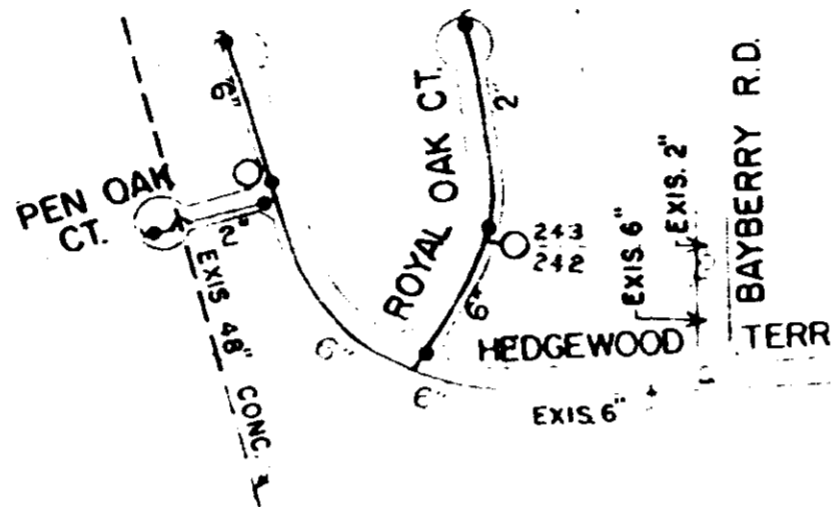 6"
PEN OAK
CT.
2"
EXIS 48" CONC.
ROYAL OAK CT.
2"
6"
243
242
EXIS. 6"
EXIS. 2"
BAYBERRY R.D.
HEDGEWOOD TERR
6"
6"
EXIS. 6"